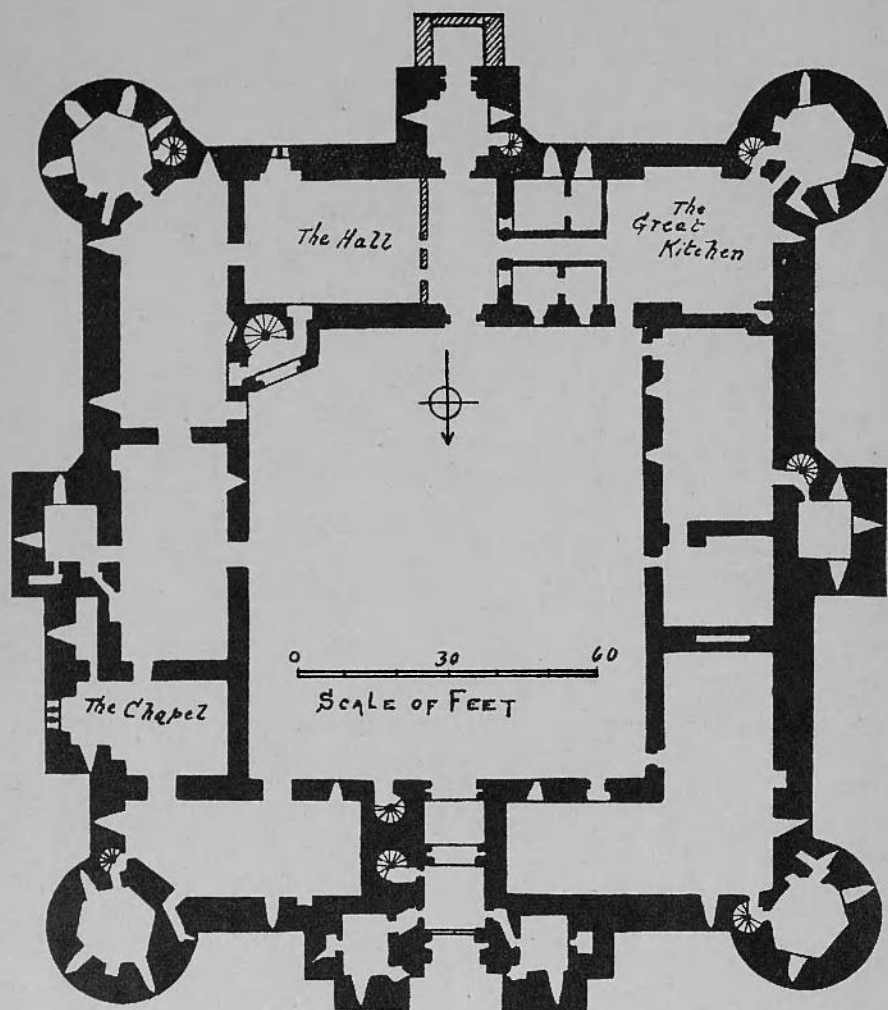 The Hall
The
Great
Kitchen
0 30 60
SCALE OF FEET
The Chapel